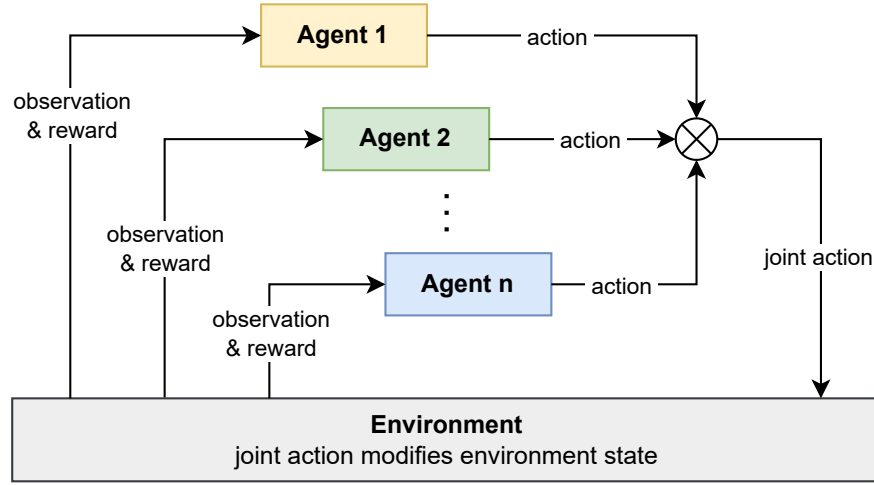 Agent 1
action
observation
& reward
Agent 2
action
observation
& reward
Agent n
action
joint action
observation
& reward
Environment
joint action modifies environment state